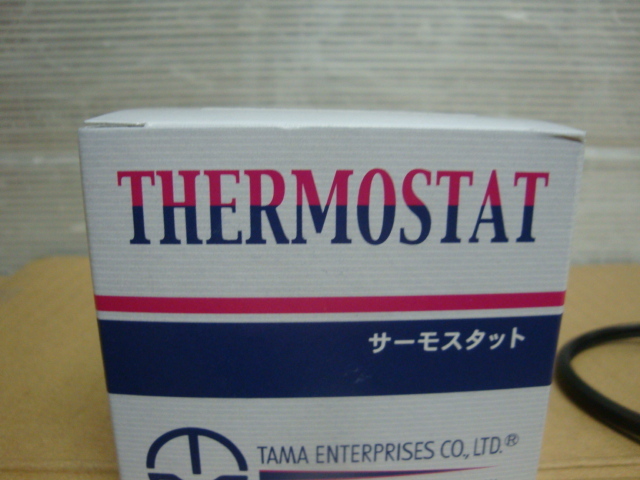 THERMOSTAT
サーモスタット
TAMA ENTERPRISES CO., LTD.®